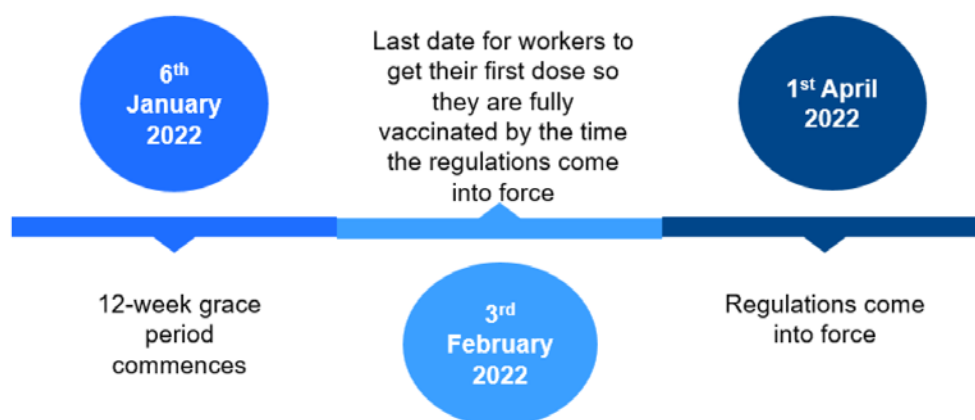 6th
January
2022
12-week grace
period
commences
Last date for workers to
get their first dose so
they are fully
vaccinated by the time
the regulations come
into force
3rd
February
2022
1st April
2022
Regulations come
into force